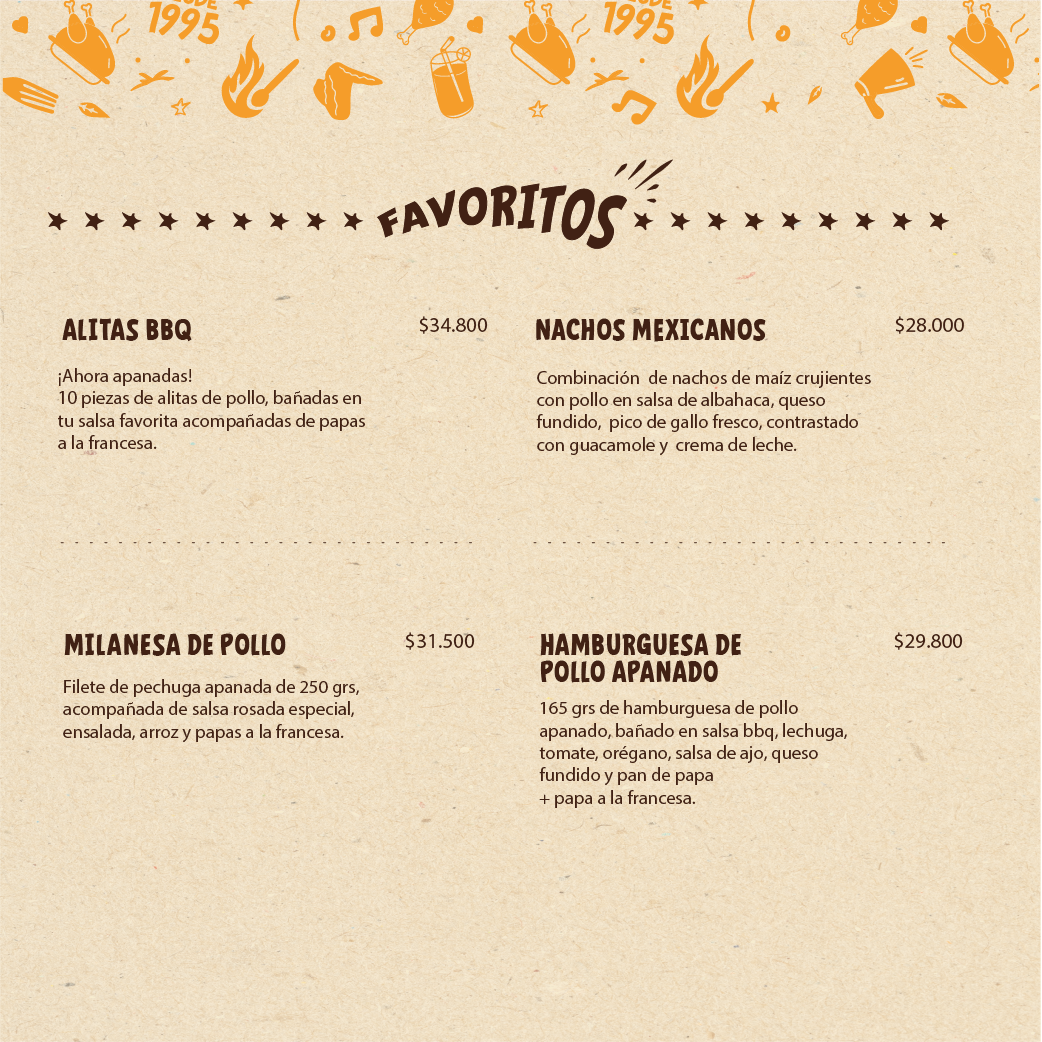 1995
1995
FAVORITOS
ALITAS BBQ
$34.800
¡Ahora apanadas!
10 piezas de alitas de pollo, bañadas en
tu salsa favorita acompañadas de papas
a la francesa.
NACHOS MEXICANOS
$28.000
Combinación de nachos de maíz crujientes
con pollo en salsa de albahaca, queso
fundido, pico de gallo fresco, contrastado
con guacamole y crema de leche.
MILANESA DE POLLO
$31.500
Filete de pechuga apanada de 250 grs,
acompañada de salsa rosada especial,
ensalada, arroz y papas a la francesa.
HAMBURGUESA DE
POLLO APANADO
$29.800
165 grs de hamburguesa de pollo
apanado, bañado en salsa bbq, lechuga,
tomate, orégano, salsa de ajo, queso
fundido y pan de papa
+ papa a la francesa.